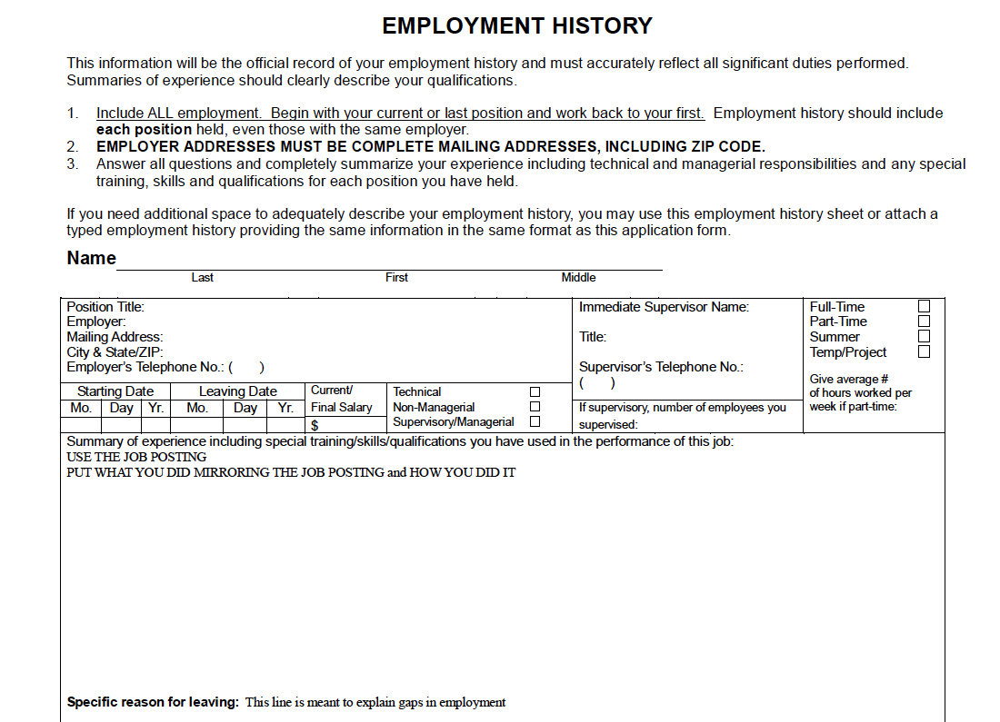 EMPLOYMENT HISTORY
This information will be the official record of your employment history and must accurately reflect all significant duties performed.
Summaries of experience should clearly describe your qualifications.
1. Include ALL employment. Begin with your current or last position and work back to your first. Employment history should include
each position held, even those with the same employer.
2. EMPLOYER ADDRESSES MUST BE COMPLETE MAILING ADDRESSES, INCLUDING ZIP CODE.
3. Answer all questions and completely summarize your experience including technical and managerial responsibilities and any special
training, skills and qualifications for each position you have held.
If you need additional space to adequately describe your employment history, you may use this employment history sheet or attach a
typed employment history providing the same information in the same format as this application form.
Name
Last First Middle
Position Title:
Employer:
Mailing Address:
City & State/ZIP:
Employer's Telephone No.: ( )
Immediate Supervisor Name:
Title:
Supervisor's Telephone No.:
( )
Full-Time
Part-Time
Summer
Temp/Project
Give average #
of hours worked per
week if part-time:
Starting Date Leaving Date
Mo. Day Yr. Mo. Day Yr.
Current/
Final Salary
$
Technical
Non-Managerial
Supervisory/Managerial
If supervisory, number of employees you
supervised:
Summary of experience including special training/skills/qualifications you have used in the performance of this job:
USE THE JOB POSTING
PUT WHAT YOU DID MIRRORING THE JOB POSTING and HOW YOU DID IT
Specific reason for leaving: This line is meant to explain gaps in employment